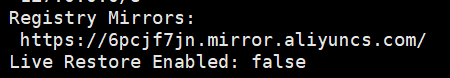 Registry Mirrors:
https://6pcjf7jn.mirror.aliyuncs.com/
Live Restore Enabled: false